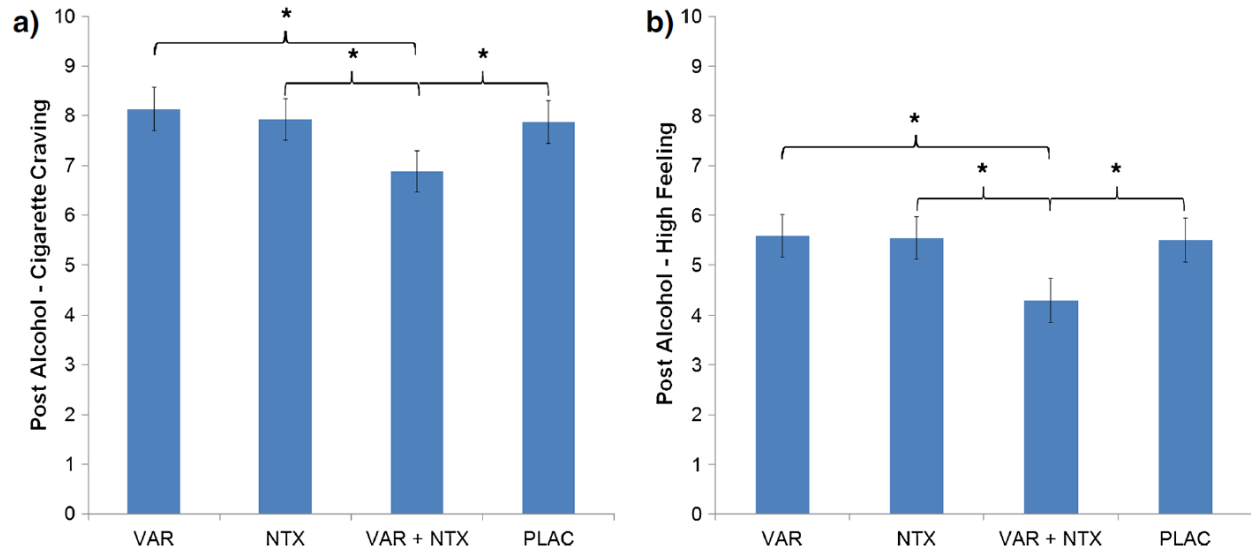 a)
Post Alcohol - Cigarette Craving
10
9
8
7
6
5
4
3
2
1
0
*
*
*
VAR
NTX
VAR + NTX
PLAC
b)
Post Alcohol - High Feeling
10
9
8
7
6
5
4
3
2
1
0
*
*
*
VAR
NTX
VAR + NTX
PLAC